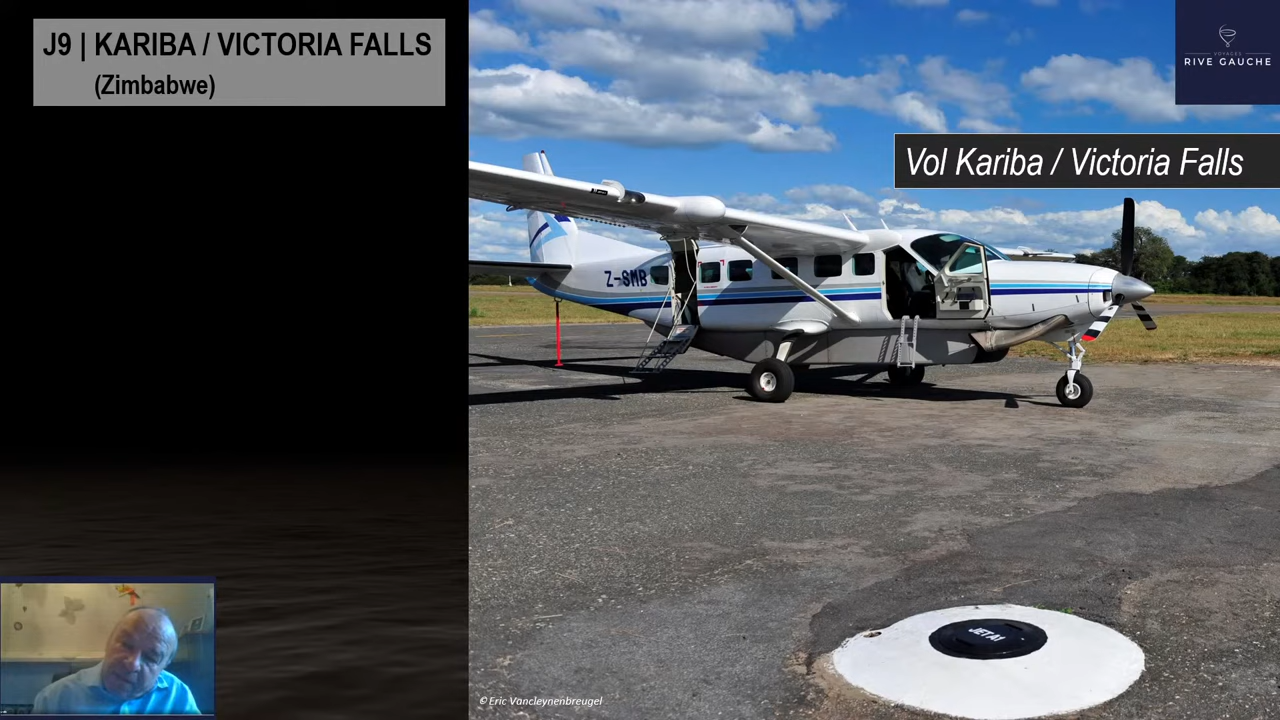 J9 | KARIBA / VICTORIA FALLS
(Zimbabwe)
VOYAGES
RIVE GAUCHE
Vol Kariba / Victoria Falls
Z-SMB
JET A1
© Eric Vancleynenbreugel